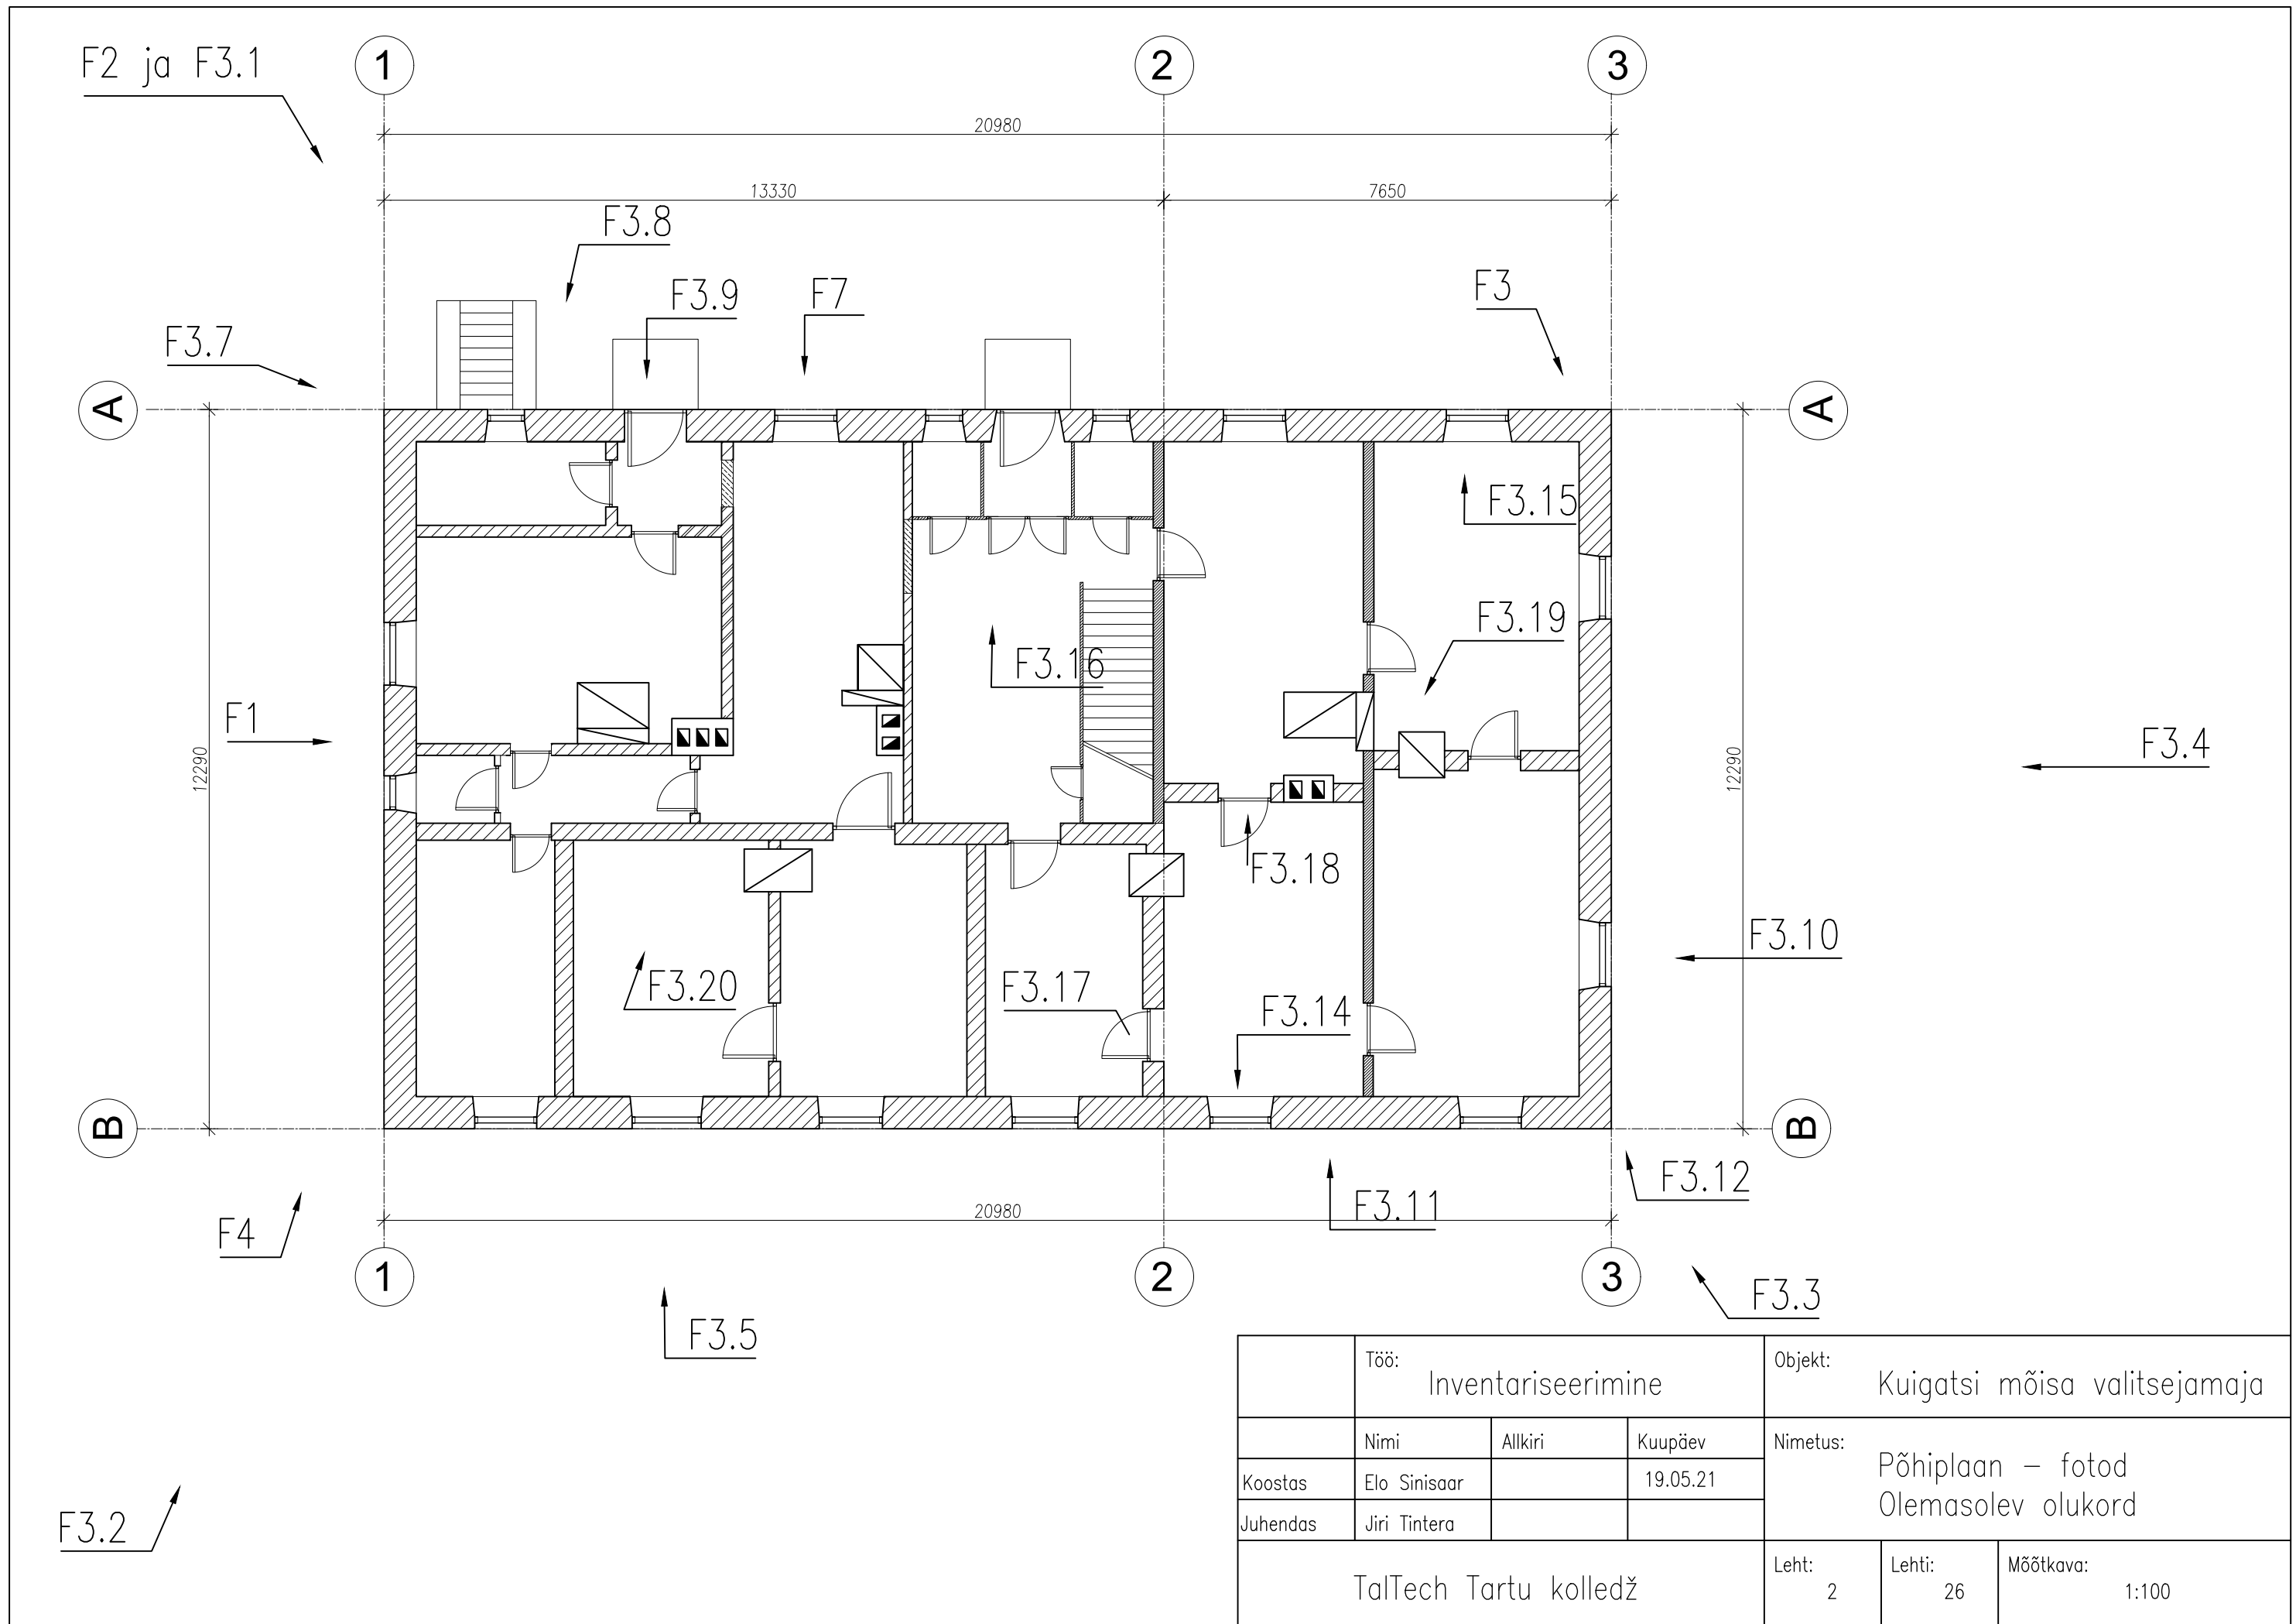 F2 ja F3.1
1
2
3
20980
13330
7650
F3.8
F3.9
F7
F3
F3.7
A
A
F3.15
F3.19
F3.16
F1
F3.4
12290
12290
F3.18
F3.10
F3.20
F3.17
F3.14
B
B
F3.12
F3.11
F4
20980
1
2
3
F3.3
F3.5
F3.2
Töö:
Inventariseerimine
Objekt:
Kuigatsi mõisa valitsejamaja
Nimi
Allkiri
Kuupäev
Nimetus:
Põhiplaan – fotod
Olemasolev olukord
Koostas
Elo Sinisaar
19.05.21
Juhendas
Jiri Tintera
TalTech Tartu kolledž
Leht:
2
Lehti:
26
Mõõtkava:
1:100